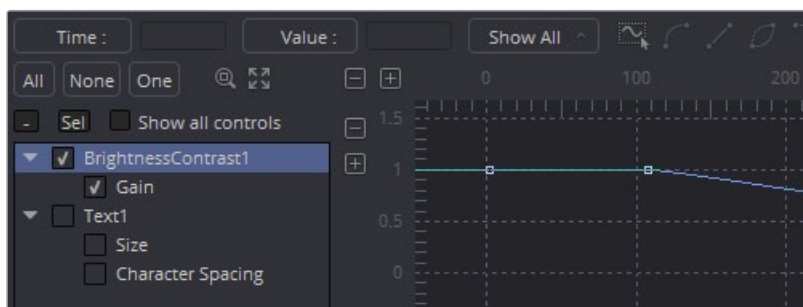 Time : Value : Show All
All None One
0 100 200
- Sel Show all controls
1.5
BrightnessContrast1
1
Gain
Text1
0.5
Size
Character Spacing
0